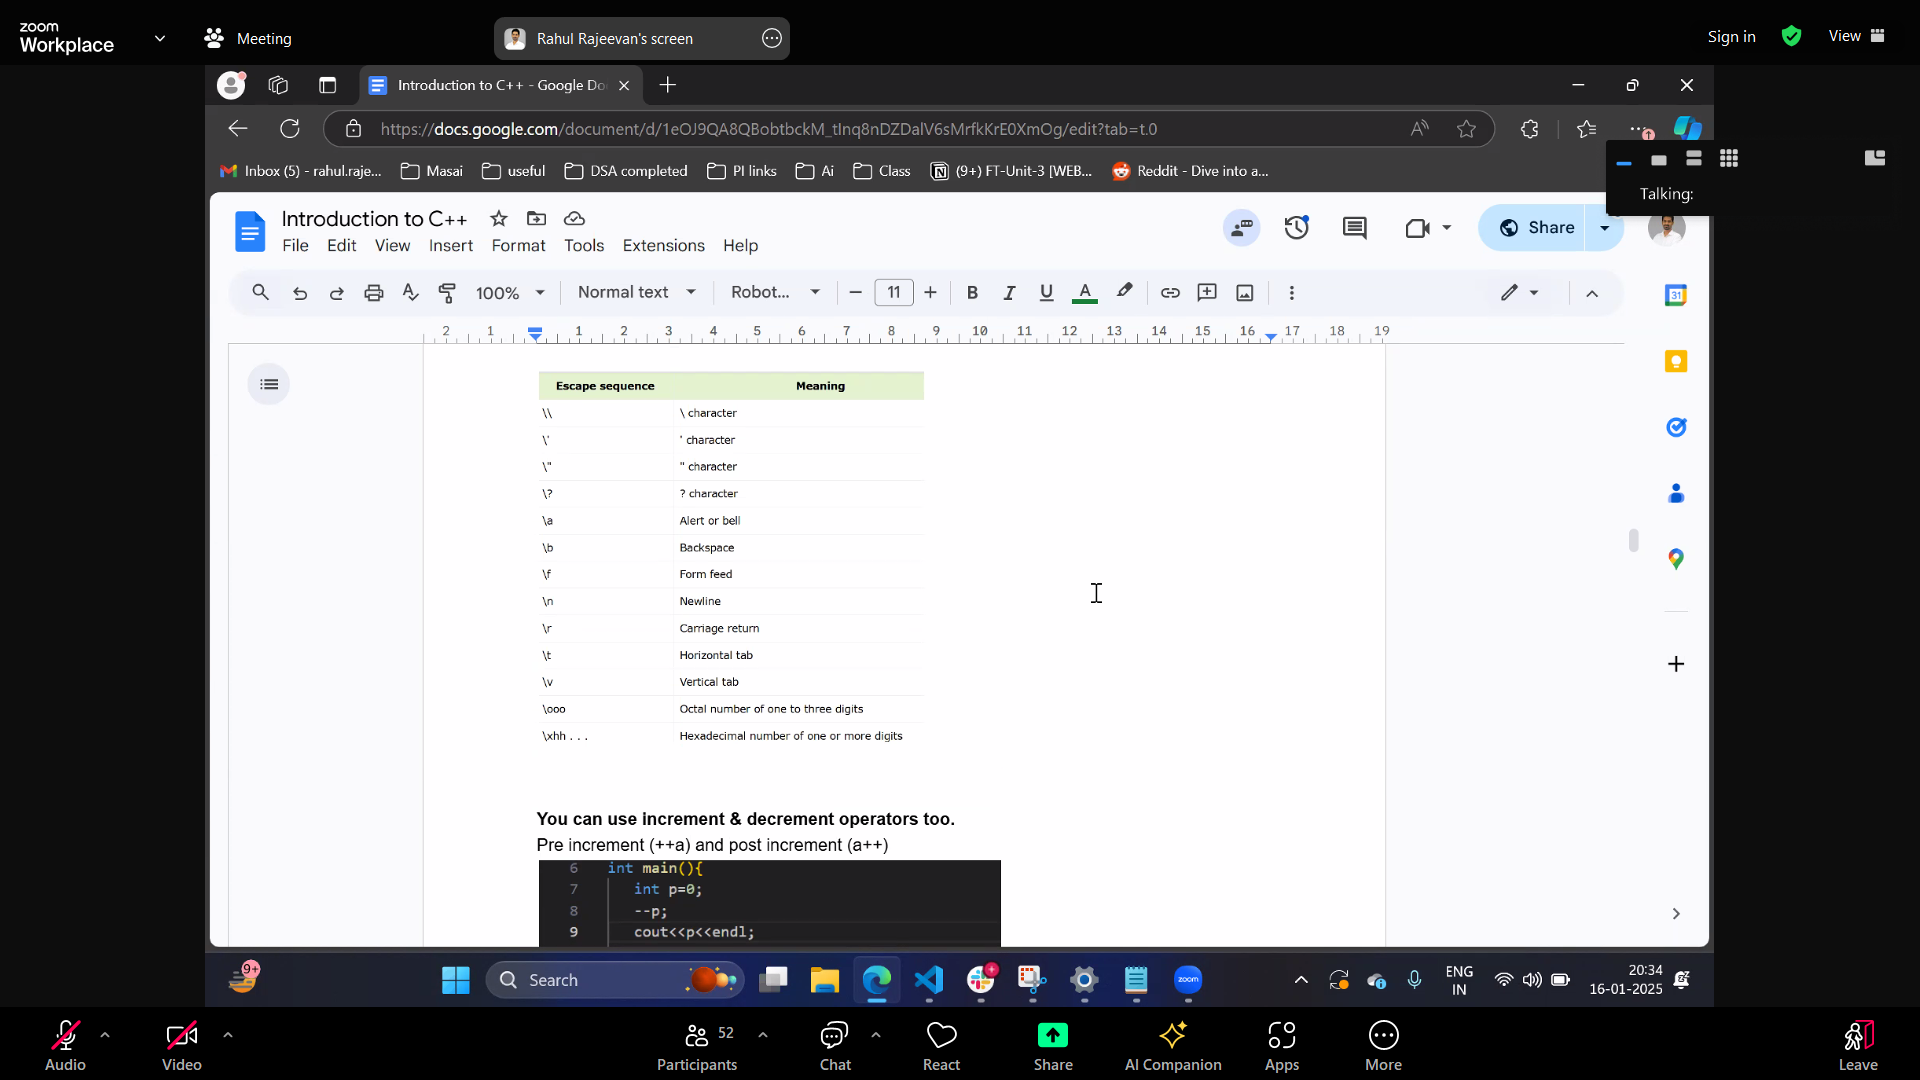 zoom
Workplace
Meeting
Rahul Rajeevan's screen
Sign in
View
Introduction to C++ - Google Do
https://docs.google.com/document/d/1eOJ9QA8QBobtbckM_tlnq8nDZDalV6sMrfkKrE0XmOg/edit?tab=t.0
Inbox (5) - rahul.raje...
Masai
useful
DSA completed
PI links
Ai
Class
(9+) FT-Unit-3 [WEB...
Reddit - Dive into a...
Talking:
Introduction to C++
File Edit View Insert Format Tools Extensions Help
Share
100%
Normal text
Robot...
11
2 1 1 2 3 4 5 6 7 8 9 10 11 12 13 14 15 16 17 18 19
31
Escape sequence Meaning
\\ \ character
\' ' character
\" " character
\? ? character
\a Alert or bell
\b Backspace
\f Form feed
\n Newline
\r Carriage return
\t Horizontal tab
\v Vertical tab
\ooo Octal number of one to three digits
\xhh . . . Hexadecimal number of one or more digits
You can use increment & decrement operators too.
Pre increment (++a) and post increment (a++)
6 int main(){
7 int p=0;
8 --p;
9 cout<<p<<endl;
9+
Search
zoom
ENG
IN
20:34
16-01-2025
Audio
Video
52
Participants
Chat
React
Share
AI Companion
Apps
More
Leave